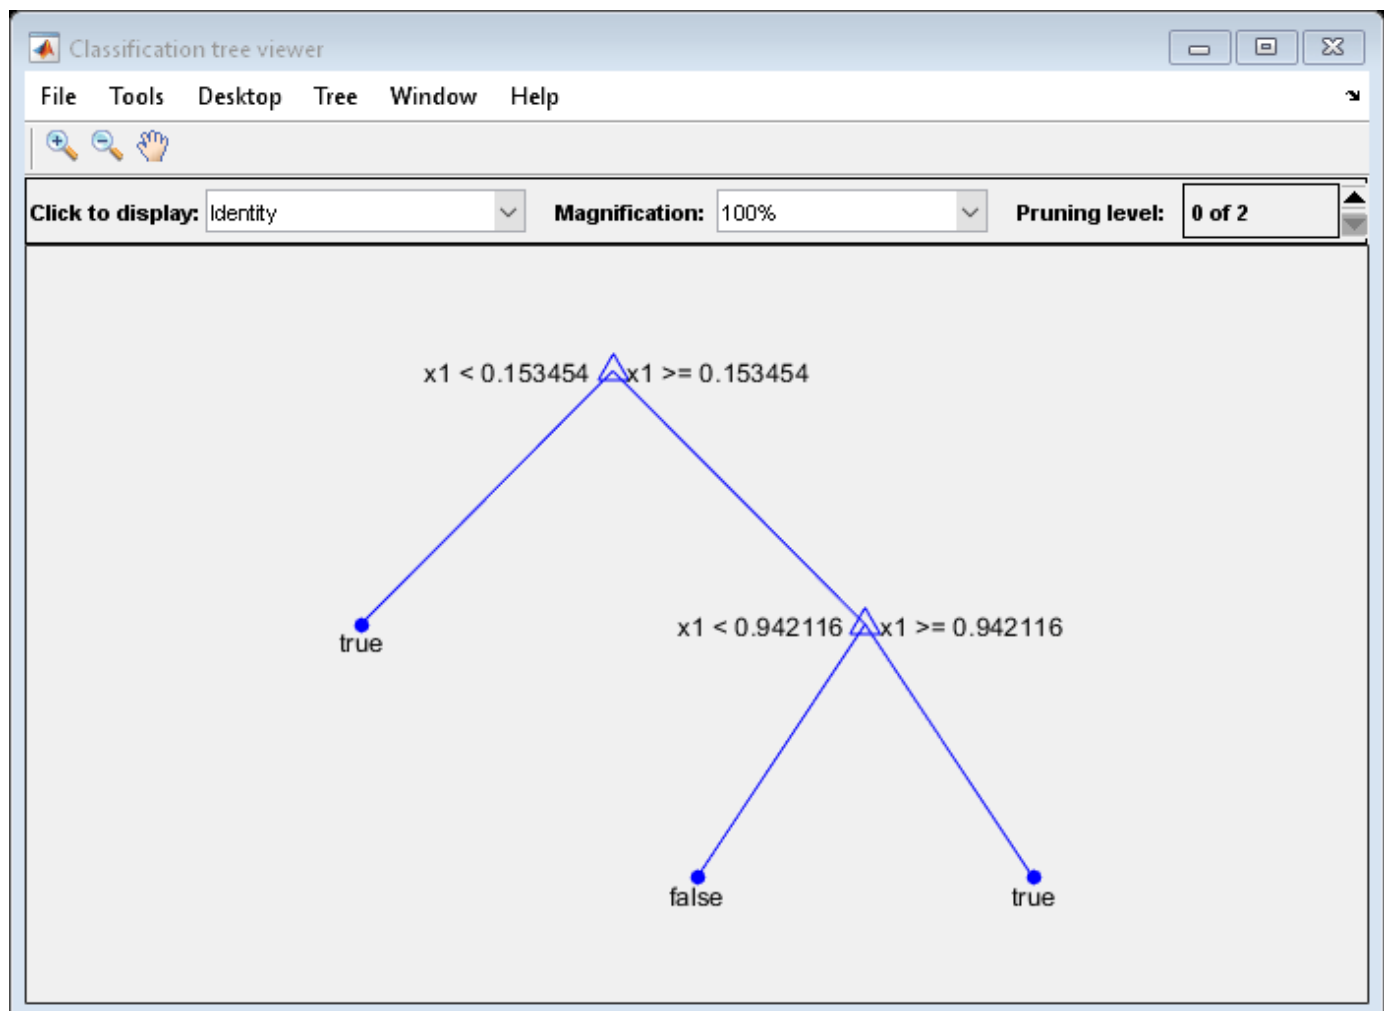 Classification tree viewer
File Tools Desktop Tree Window Help
Click to display: Identity Magnification: 100% Pruning level: 0 of 2
x1 < 0.153454 x1 >= 0.153454
true
x1 < 0.942116 x1 >= 0.942116
false true